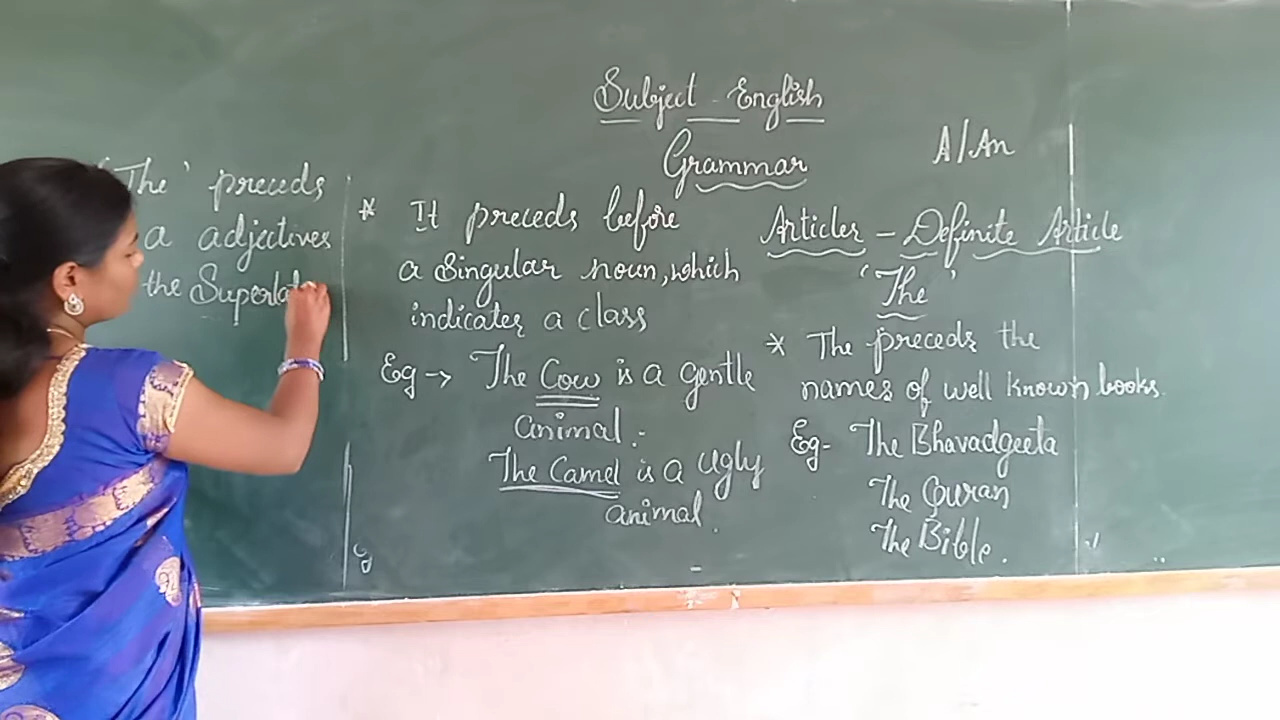 Subject - English
Grammar
A/An
Articles - Definite Article
"The"
* The preceds the
names of well known books.
Eg- The Bhavadgeeta
The Quran
The Bible.
* It preceds before
a Singular noun, which
indicates a class
Eg → The Cow is a gentle
animal.-
The Camel is a Ugly
animal.
'The' preceds
a adjectives
the Superlat